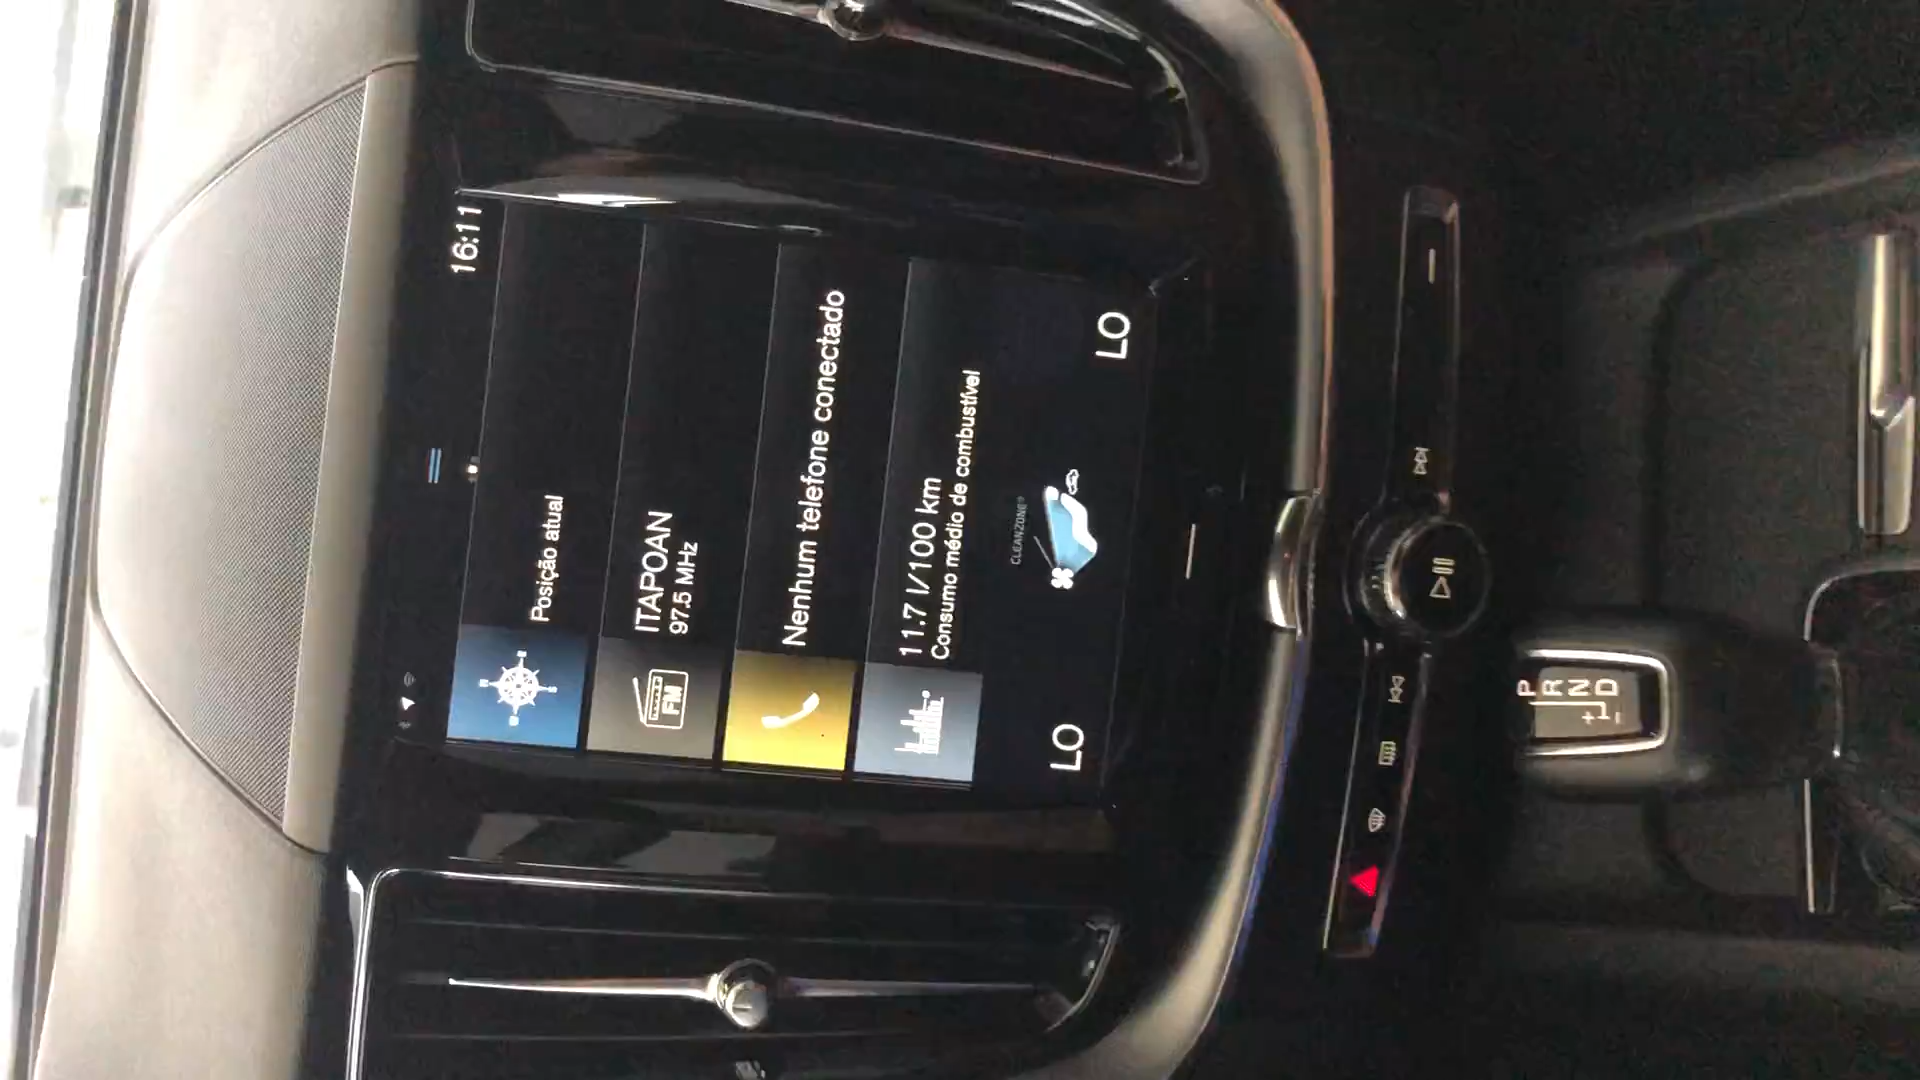 16:11
Posição atual
ITAPOAN
97.5 MHz
FM
Nenhum telefone conectado
11.7 l/100 km
Consumo médio de combustível
CLEANZONE®
LO
LO
P
R
N
D
+
−